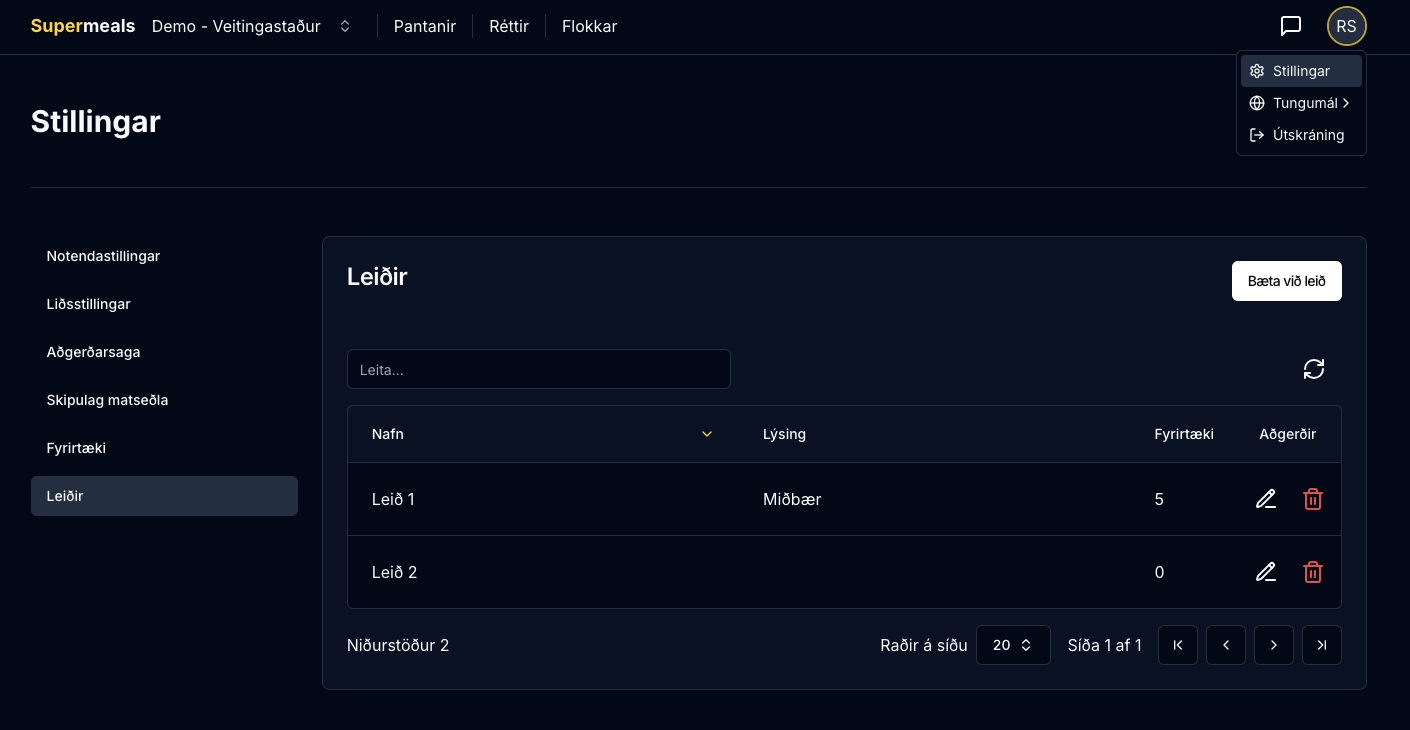 Supermeals Demo - Veitingastaður Pantanir Réttir Flokkar RS
Stillingar
Tungumál
Útskráning
Stillingar
Notendastillingar
Liðsstillingar
Aðgerðarsaga
Skipulag matseðla
Fyrirtæki
Leiðir
Leiðir
Bæta við leið
Leita...
Nafn Lýsing Fyrirtæki Aðgerðir
Leið 1 Miðbær 5
Leið 2 0
Niðurstöður 2 Raðir á síðu 20 Síða 1 af 1